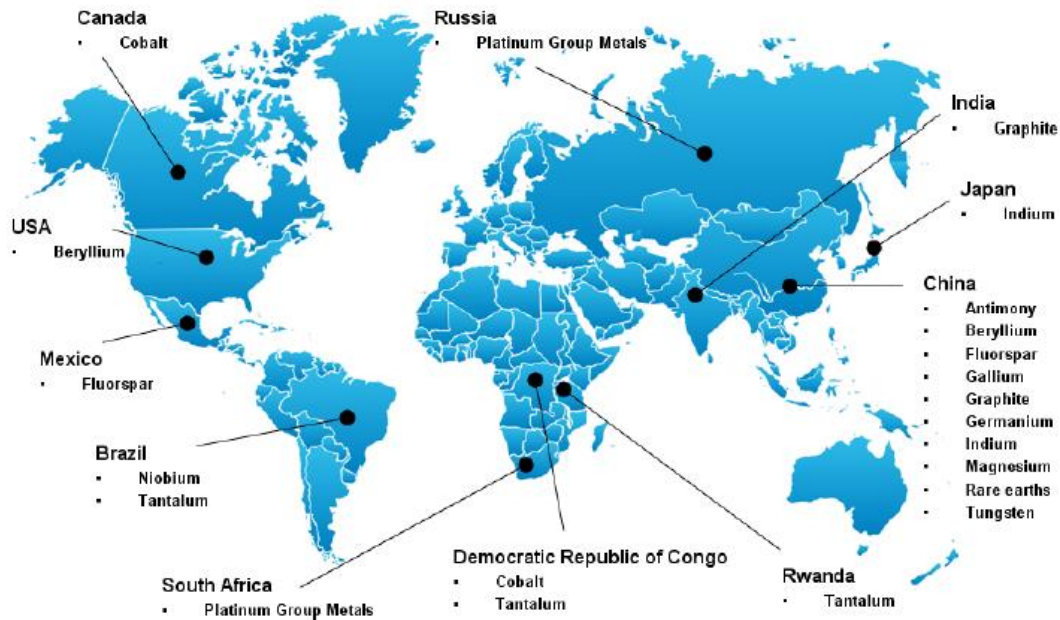 Canada
▪ Cobalt
Russia
▪ Platinum Group Metals
India
▪ Graphite
Japan
▪ Indium
USA
▪ Beryllium
China
▪ Antimony
▪ Beryllium
▪ Fluorspar
▪ Gallium
▪ Graphite
▪ Germanium
▪ Indium
▪ Magnosium
▪ Rare earths
▪ Tungsten
Mexico
▪ Fluorspar
Brazil
▪ Niobium
▪ Tantalum
South Africa
▪ Platinum Group Metals
Democratic Republic of Congo
▪ Cobalt
▪ Tantalum
Rwanda
▪ Tantalum